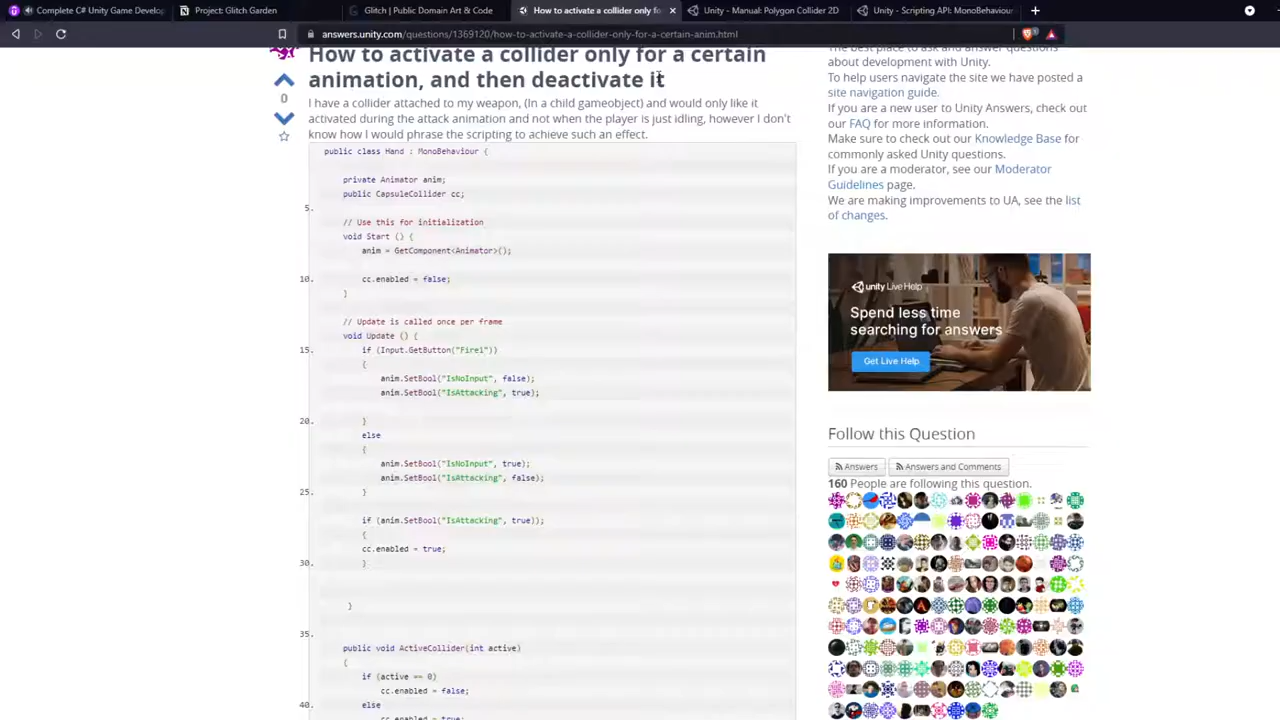 Complete C# Unity Game Develop
Project: Glitch Garden
Glitch | Public Domain Art & Code
How to activate a collider only fo
Unity - Manual: Polygon Collider 2D
Unity - Scripting API: MonoBehaviour
answers.unity.com/questions/1369120/how-to-activate-a-collider-only-for-a-certain-anim.html
How to activate a collider only for a certain
animation, and then deactivate it
0
I have a collider attached to my weapon, (In a child gameobject) and would only like it
activated during the attack animation and not when the player is just idling, however I don't
know how I would phrase the scripting to achieve such an effect.
public class Hand : MonoBehaviour {
private Animator anim;
public CapsuleCollider cc;
5.
// Use this for initialization
void Start () {
anim = GetComponent<Animator>();
10. cc.enabled = false;
}
// Update is called once per frame
void Update () {
15. if (Input.GetButton("Fire1"))
{
anim.SetBool("IsNoInput", false);
anim.SetBool("IsAttacking", true);
20. }
else
{
anim.SetBool("IsNoInput", true);
anim.SetBool("IsAttacking", false);
25. }
if (anim.SetBool("IsAttacking", true));
{
cc.enabled = true;
30. }
}
35.
public void ActiveCollider(int active)
{
if (active == 0)
cc.enabled = false;
40. else
cc.enabled = true;
The best place to ask and answer questions
about development with Unity.
To help users navigate the site we have posted a
site navigation guide.
If you are a new user to Unity Answers, check out
our FAQ for more information.
Make sure to check out our Knowledge Base for
commonly asked Unity questions.
If you are a moderator, see our Moderator
Guidelines page.
We are making improvements to UA, see the list
of changes.
unity Live Help
Spend less time
searching for answers
Get Live Help
Follow this Question
Answers
Answers and Comments
160 People are following this question.